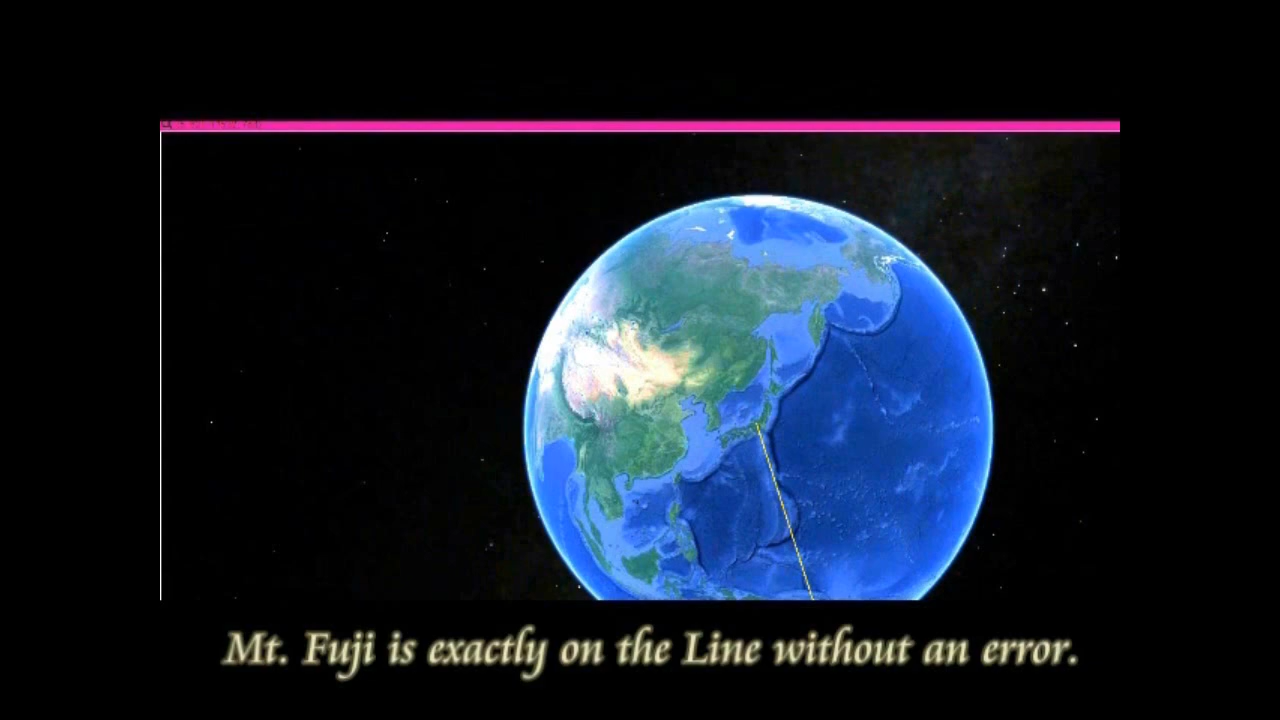 Mt. Fuji is exactly on the Line without an error.